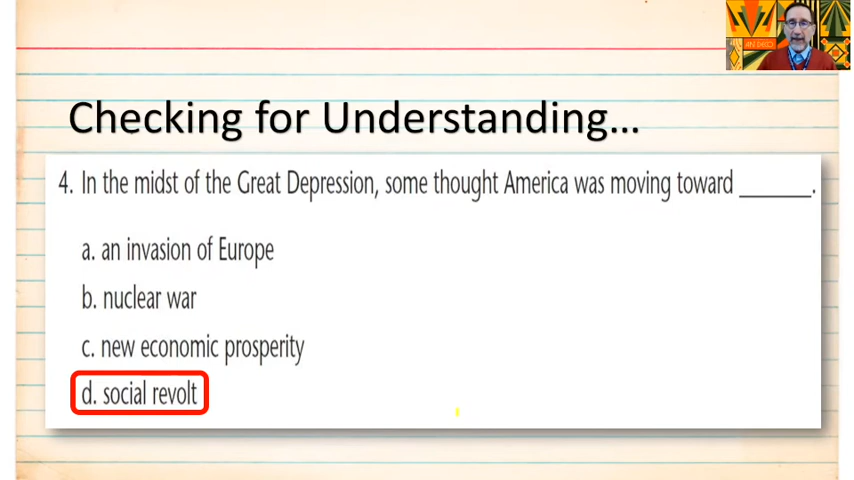 Checking for Understanding...
4. In the midst of the Great Depression, some thought America was moving toward ______.
a. an invasion of Europe
b. nuclear war
c. new economic prosperity
d. social revolt